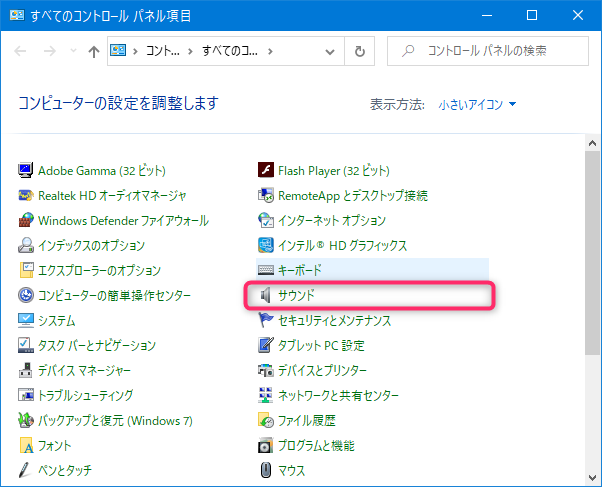 すべてのコントロール パネル項目
コント... すべてのコ... コントロール パネルの検索
コンピューターの設定を調整します 表示方法: 小さいアイコン
Adobe Gamma (32 ビット) Flash Player (32 ビット)
Realtek HD オーディオマネージャ RemoteApp とデスクトップ接続
Windows Defender ファイアウォール インターネット オプション
インデックスのオプション インテル® HD グラフィックス
エクスプローラーのオプション キーボード
コンピューターの簡単操作センター サウンド
システム セキュリティとメンテナンス
タスク バーとナビゲーション タブレット PC 設定
デバイス マネージャー デバイスとプリンター
トラブルシューティング ネットワークと共有センター
バックアップと復元 (Windows 7) ファイル履歴
フォント プログラムと機能
ペンとタッチ マウス